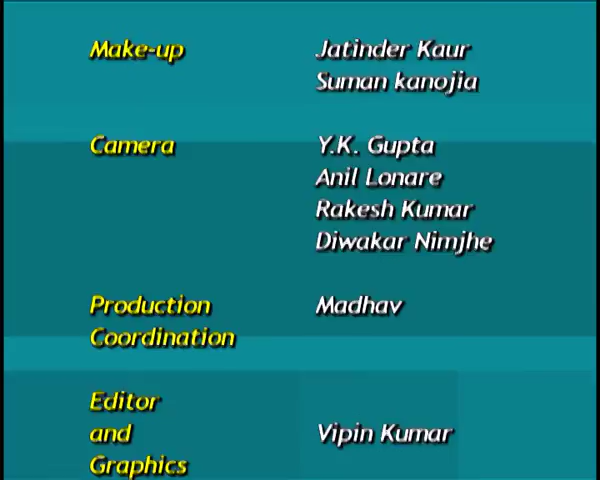 Make-up Jatinder Kaur
Suman kanojia
Camera Y.K. Gupta
Anil Lonare
Rakesh Kumar
Diwakar Nimjhe
Production Madhav
Coordination
Editor
and Vipin Kumar
Graphics